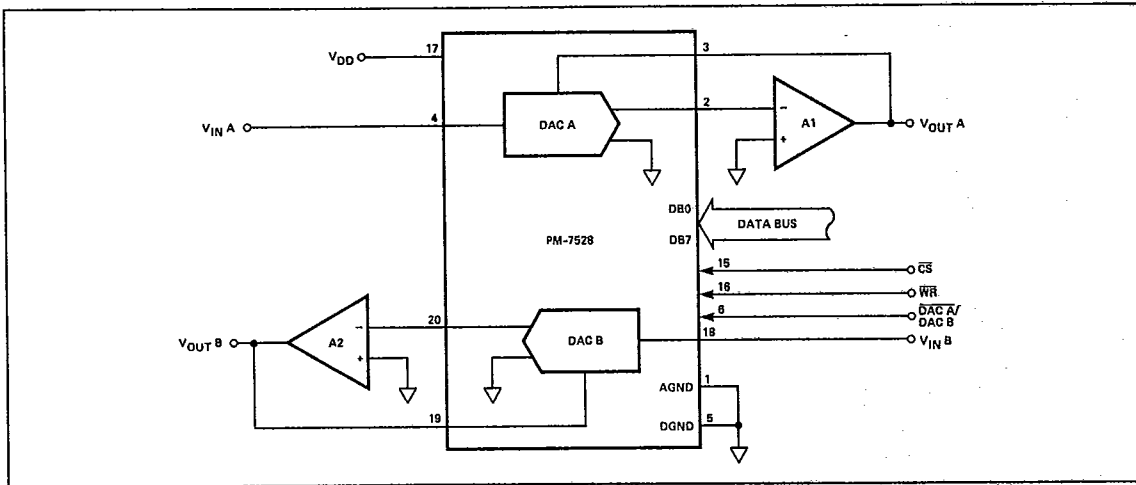 VDD
17
3
VIN A
4
DAC A
2
−
A1
+
VOUT A
DB0
DATA BUS
DB7
PM-7528
15
CS
16
WR
6
DAC A/
DAC B
18
VIN B
20
−
A2
+
VOUT B
DAC B
19
AGND
1
DGND
5